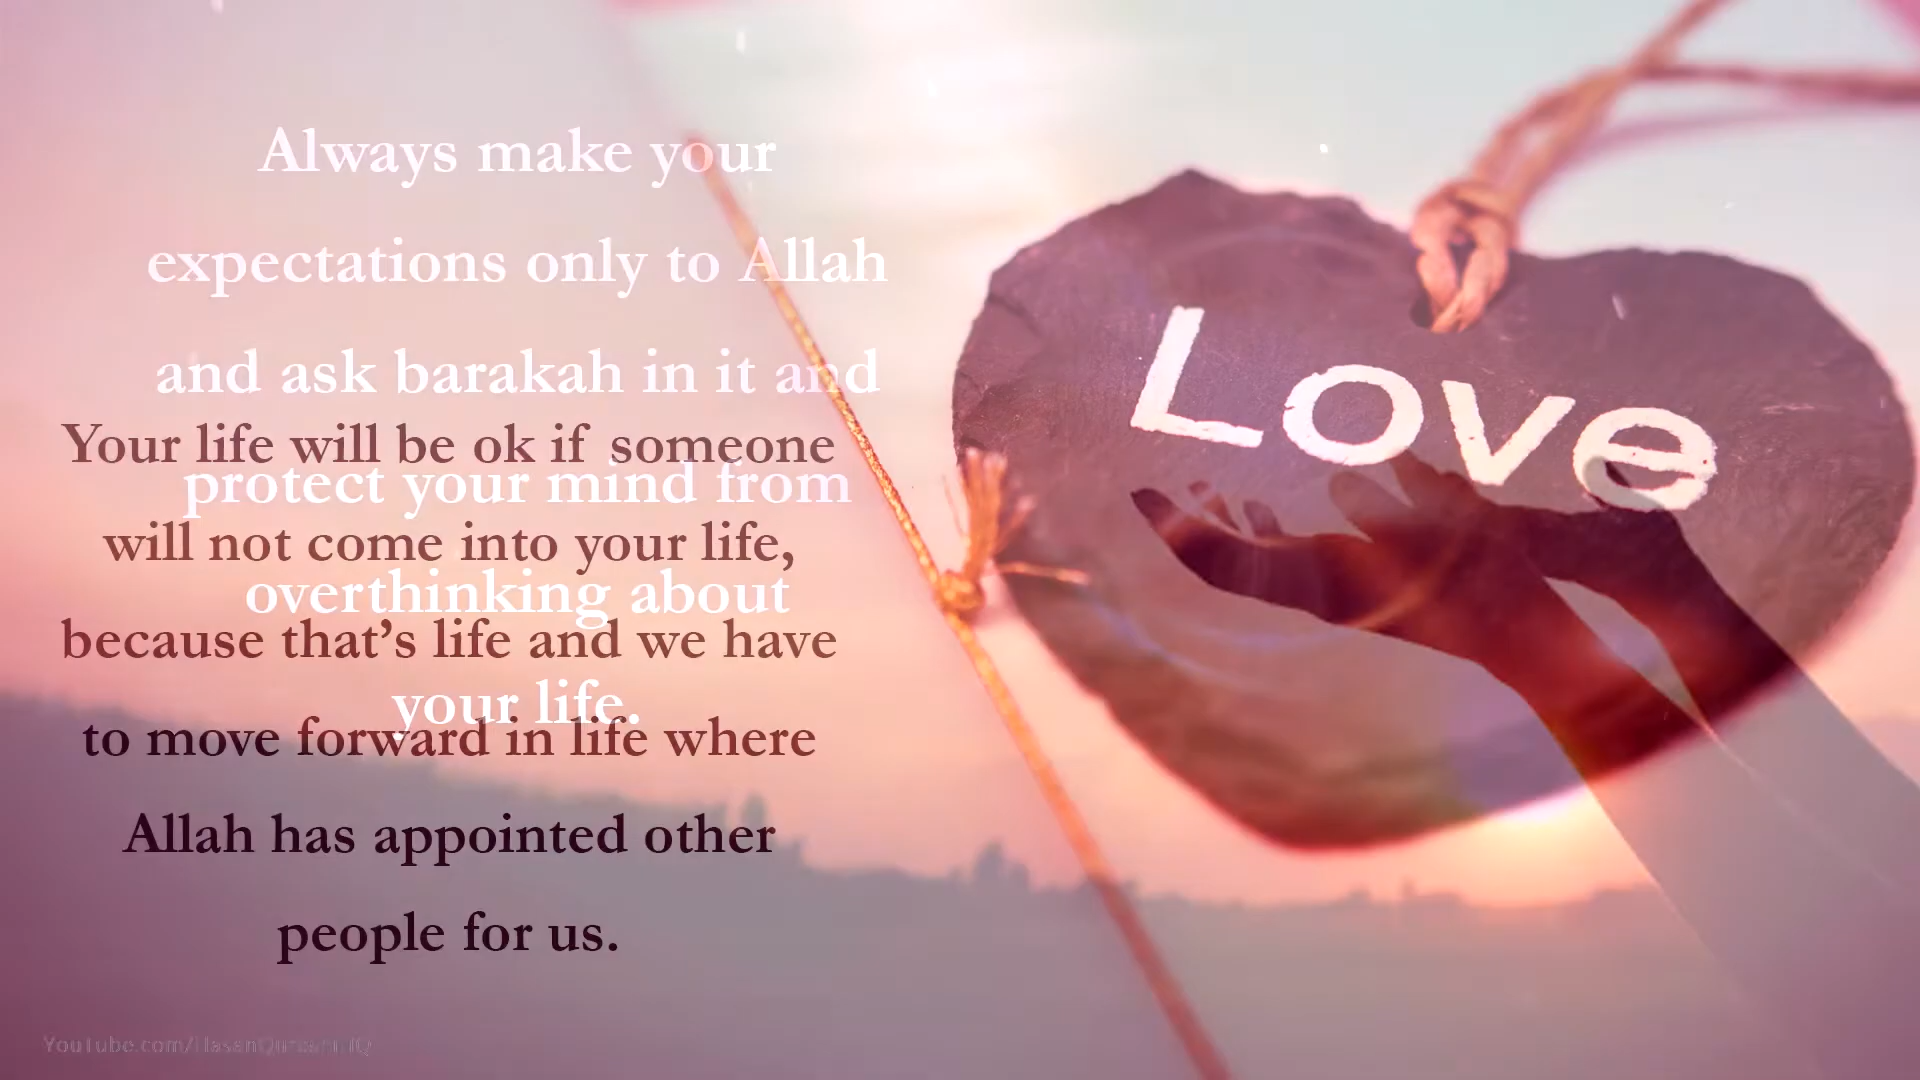 Always make your
expectations only to Allah
and ask barakah in it and
protect your mind from
overthinking about
your life.
Your life will be ok if someone
will not come into your life,
because that’s life and we have
to move forward in life where
Allah has appointed other
people for us.
Love